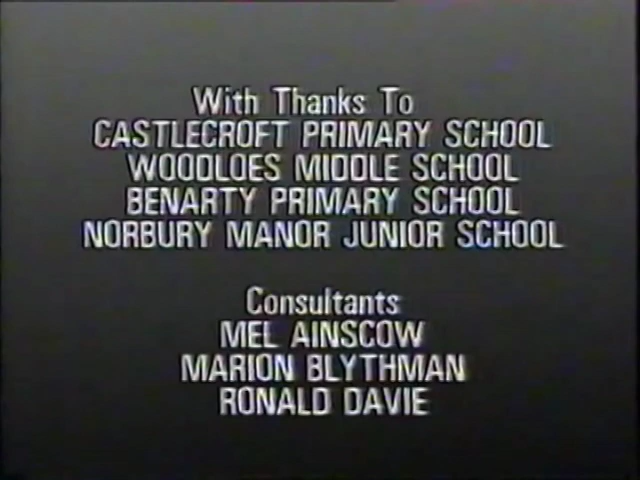 With Thanks To
CASTLECROFT PRIMARY SCHOOL
WOODLOES MIDDLE SCHOOL
BENARTY PRIMARY SCHOOL
NORBURY MANOR JUNIOR SCHOOL
Consultants
MEL AINSCOW
MARION BLYTHMAN
RONALD DAVIE